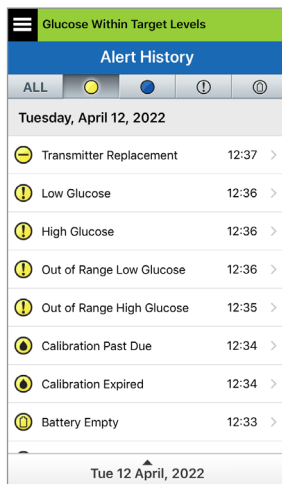 Glucose Within Target Levels
Alert History
ALL
Tuesday, April 12, 2022
Transmitter Replacement 12:37
Low Glucose 12:36
High Glucose 12:36
Out of Range Low Glucose 12:36
Out of Range High Glucose 12:35
Calibration Past Due 12:34
Calibration Expired 12:34
Battery Empty 12:33
Tue 12 April, 2022